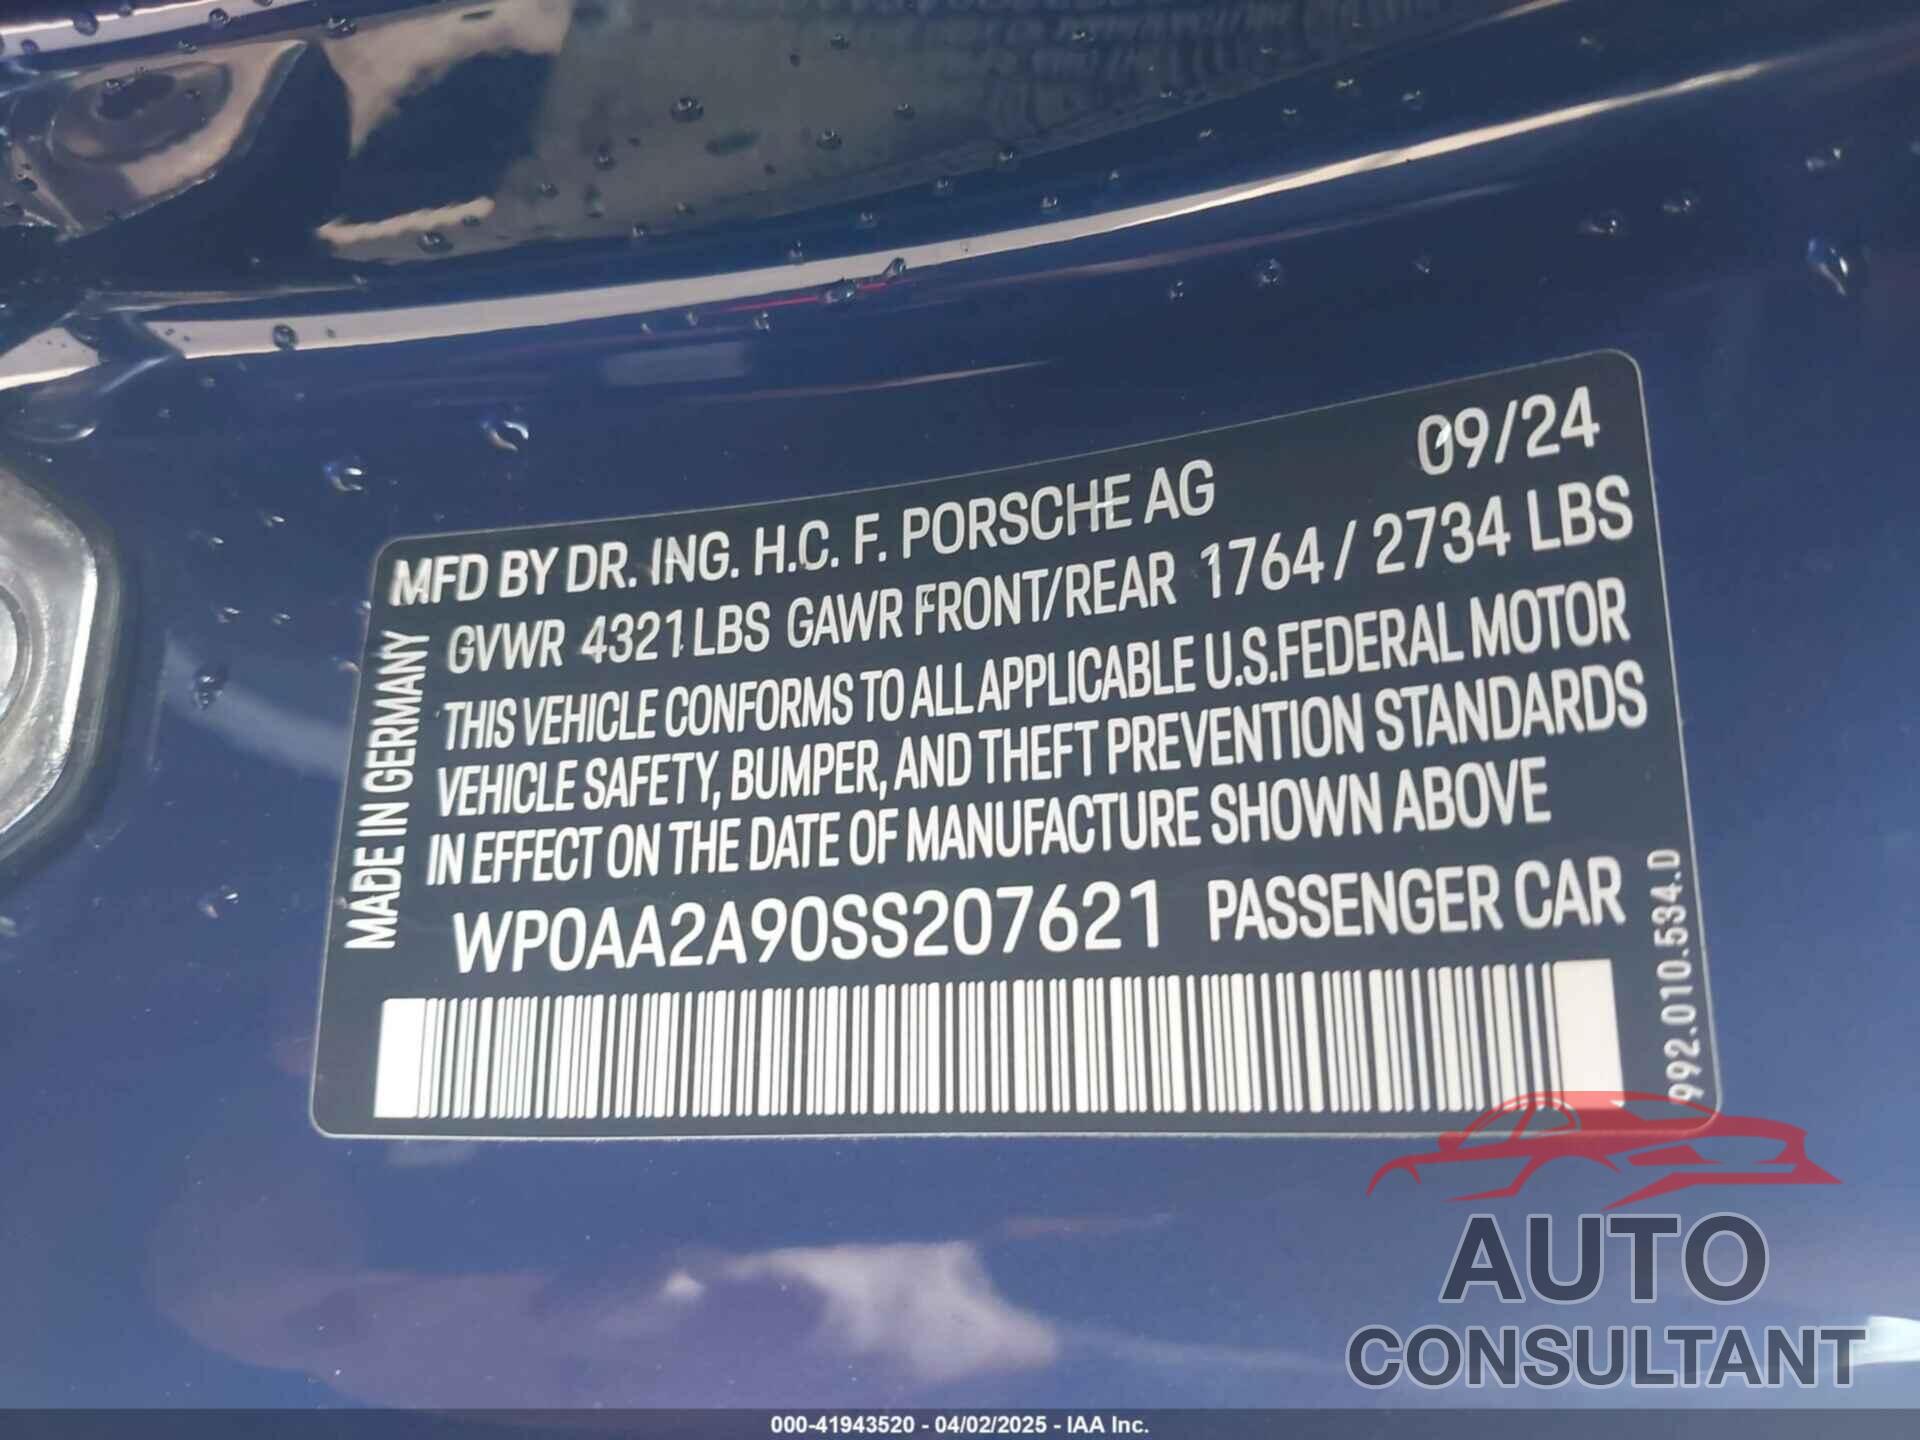 MFD BY DR. ING. H.C. F. PORSCHE AG 09/24
GVWR 4321 LBS GAWR FRONT/REAR 1764 / 2734 LBS
THIS VEHICLE CONFORMS TO ALL APPLICABLE U.S.FEDERAL MOTOR
VEHICLE SAFETY, BUMPER, AND THEFT PREVENTION STANDARDS
IN EFFECT ON THE DATE OF MANUFACTURE SHOWN ABOVE
WP0AA2A90SS207621 PASSENGER CAR
MADE IN GERMANY
992.010.534.D
AUTO
CONSULTANT
000-41943520 - 04/02/2025 - IAA Inc.